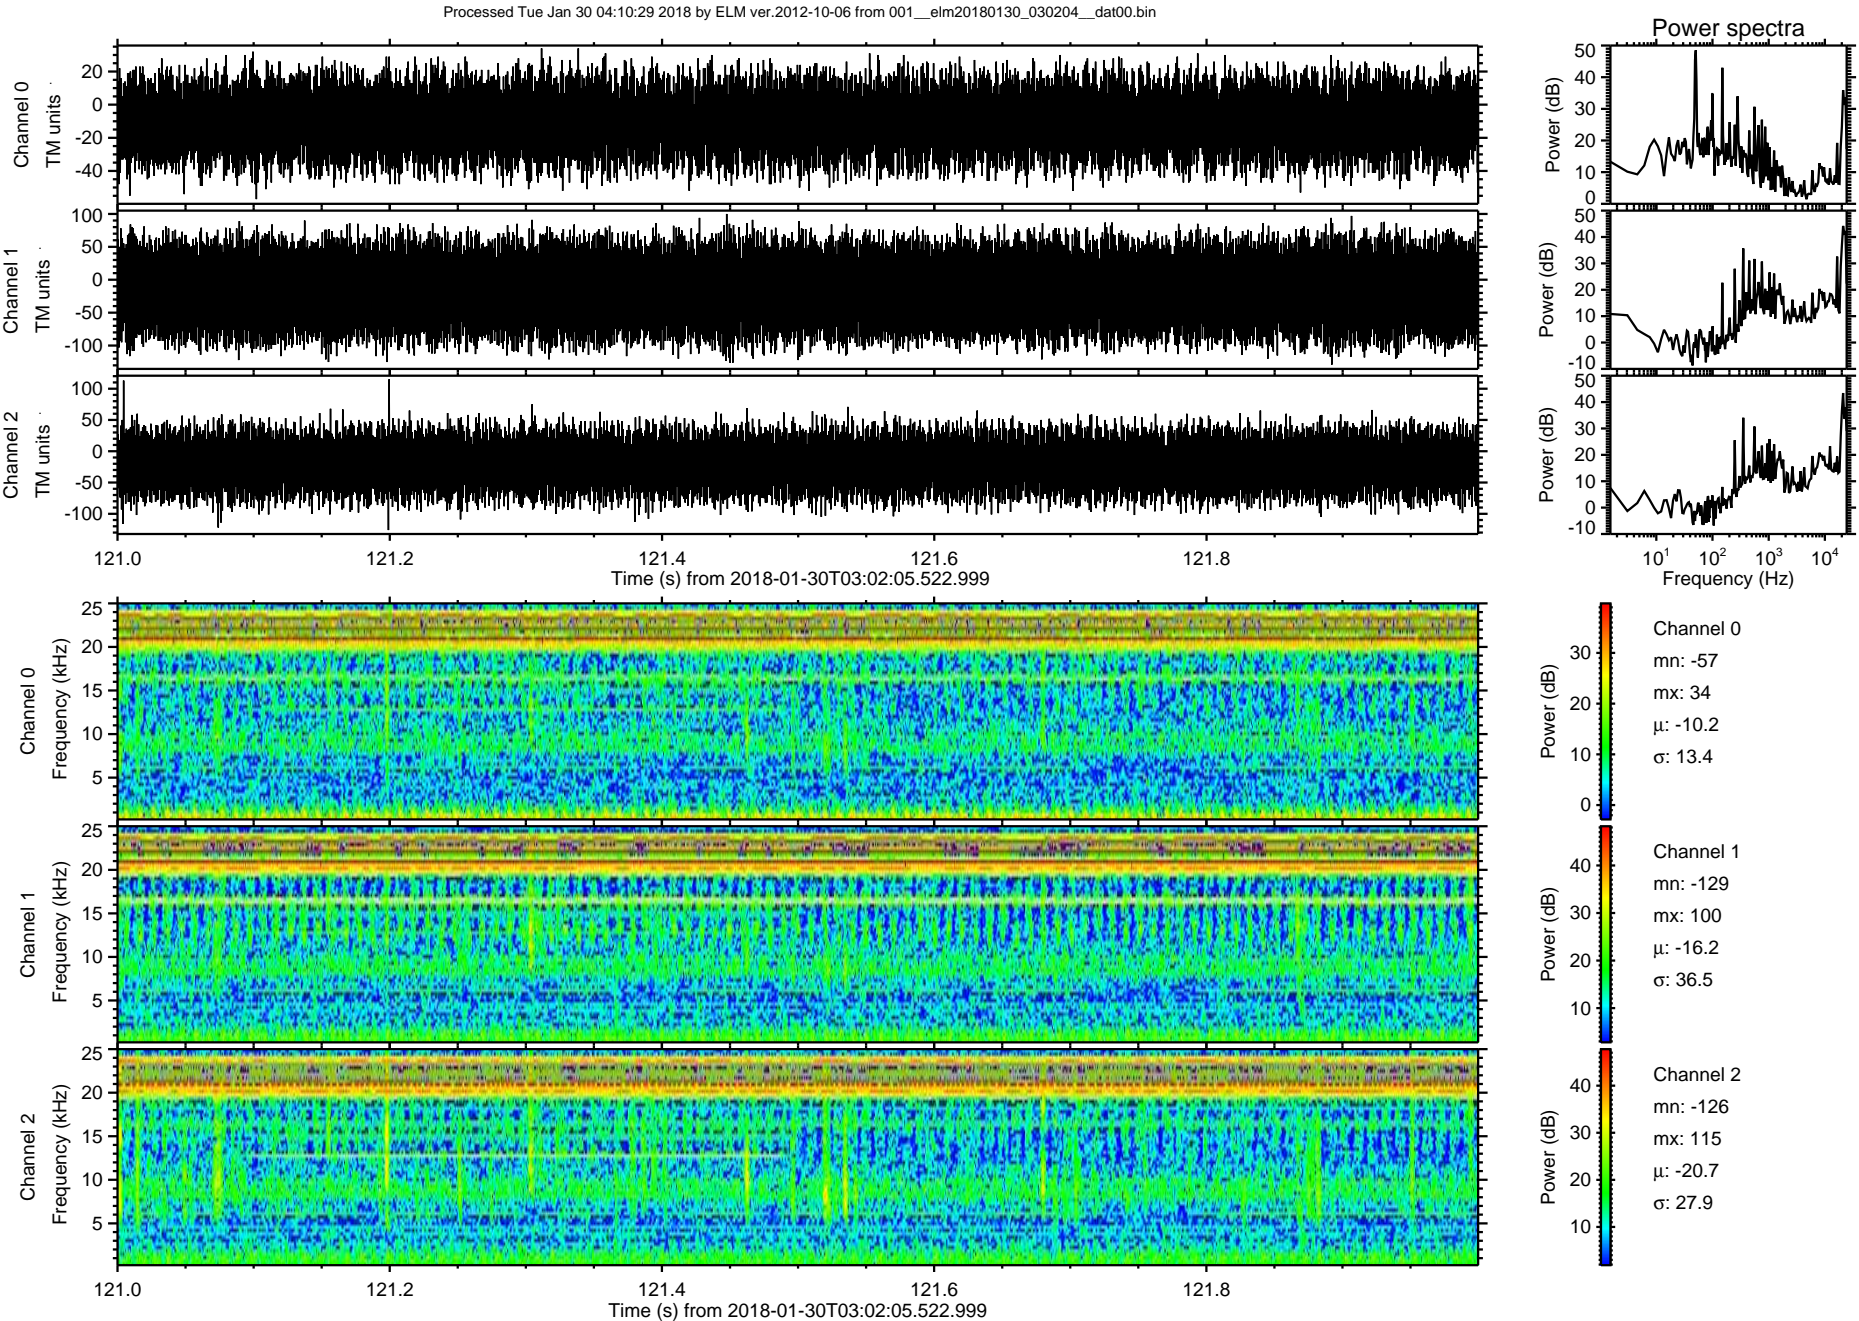 Processed Tue Jan 30 04:10:29 2018 by ELM ver.2012-10-06 from 001__elm20180130_030204__dat00.bin
Power spectra
Channel 0
TM units
20
0
-20
-40
Power (dB)
50
40
30
20
10
0
Channel 1
TM units
100
50
0
-50
-100
Power (dB)
50
40
30
20
10
0
-10
Channel 2
TM units
100
50
0
-50
-100
Power (dB)
50
40
30
20
10
0
-10
121.0 121.2 121.4 121.6 121.8
Time (s) from 2018-01-30T03:02:05.522.999
10^1 10^2 10^3 10^4
Frequency (Hz)
Channel 0
Frequency (kHz)
25
20
15
10
5
Power (dB)
30
20
10
0
Channel 0
mn: -57
mx: 34
μ: -10.2
σ: 13.4
Channel 1
Frequency (kHz)
25
20
15
10
5
Power (dB)
40
30
20
10
Channel 1
mn: -129
mx: 100
μ: -16.2
σ: 36.5
Channel 2
Frequency (kHz)
25
20
15
10
5
Power (dB)
40
30
20
10
Channel 2
mn: -126
mx: 115
μ: -20.7
σ: 27.9
121.0 121.2 121.4 121.6 121.8
Time (s) from 2018-01-30T03:02:05.522.999